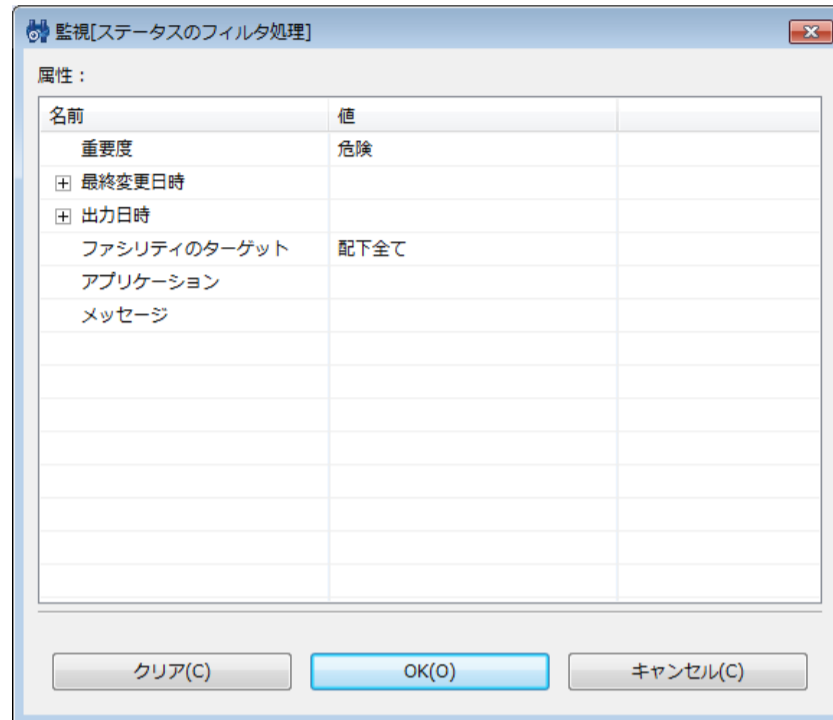 監視[ステータスのフィルタ処理]
属性：
名前 値
重要度 危険
最終変更日時
出力日時
ファシリティのターゲット 配下全て
アプリケーション
メッセージ
クリア(C) OK(O) キャンセル(C)